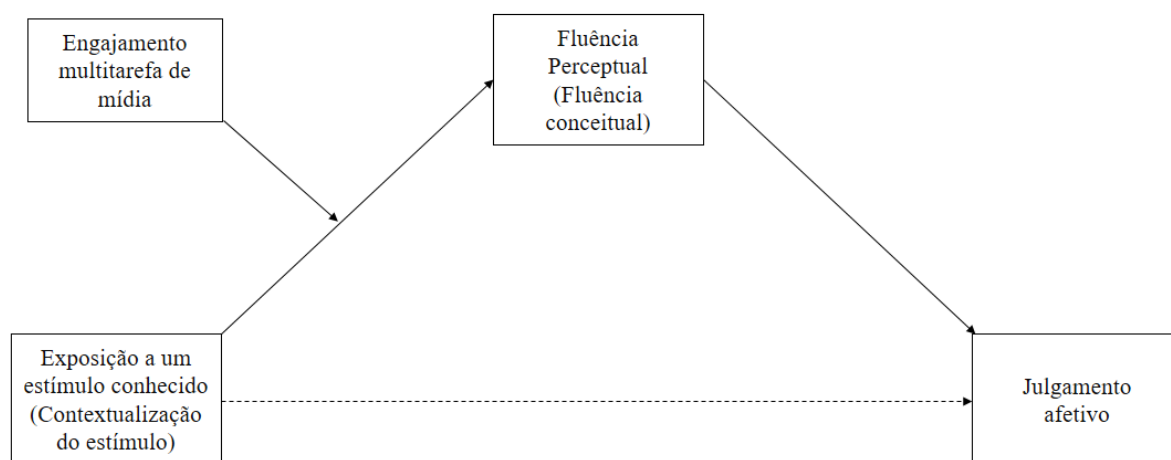 Engajamento
multitarefa de
mídia
Fluência
Perceptual
(Fluência
conceitual)
Exposição a um
estímulo conhecido
(Contextualização
do estímulo)
Julgamento
afetivo